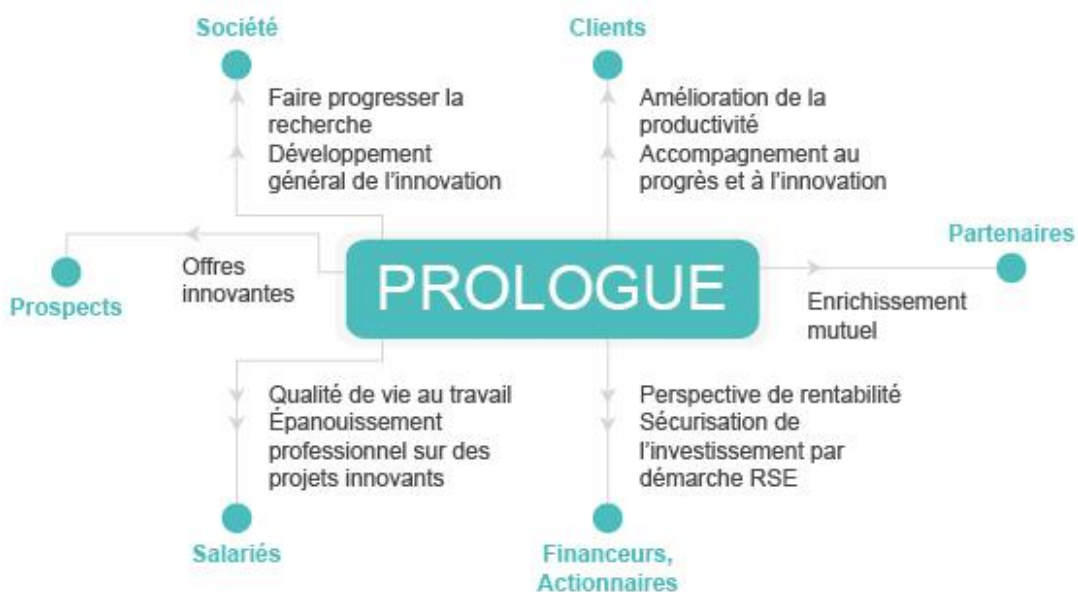 Société
Faire progresser la
recherche
Développement
général de l'innovation
Clients
Amélioration de la
productivité
Accompagnement au
progrès et à l'innovation
Prospects
Offres
innovantes
PROLOGUE
Partenaires
Enrichissement
mutuel
Qualité de vie au travail
Épanouissement
professionnel sur des
projets innovants
Salariés
Perspective de rentabilité
Sécurisation de
l'investissement par
démarche RSE
Financeurs,
Actionnaires